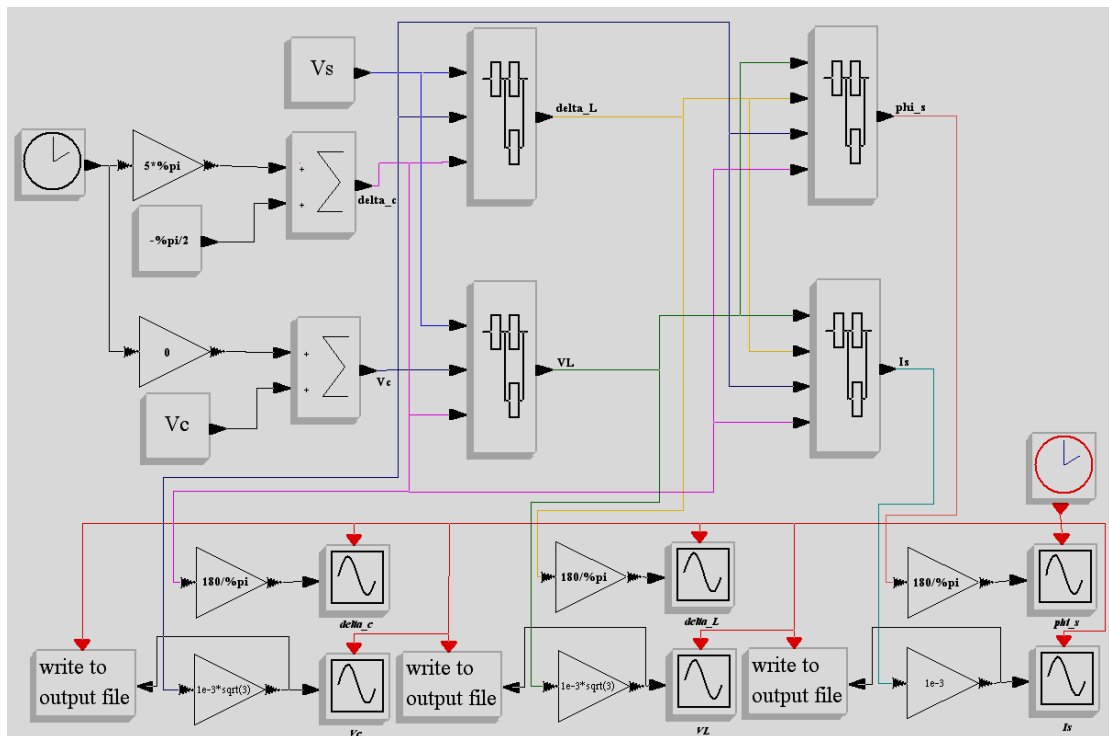 Vs
delta_L
phi_s
5*%pi
+
+
delta_c
-%pi/2
0
+
+
Vc
VL
Is
Vc
180/%pi
delta_c
180/%pi
delta_L
180/%pi
phi_s
write to
output file
1e-3*sqrt(3)
Vc
write to
output file
1e-3*sqrt(3)
VL
write to
output file
1e-3
Is